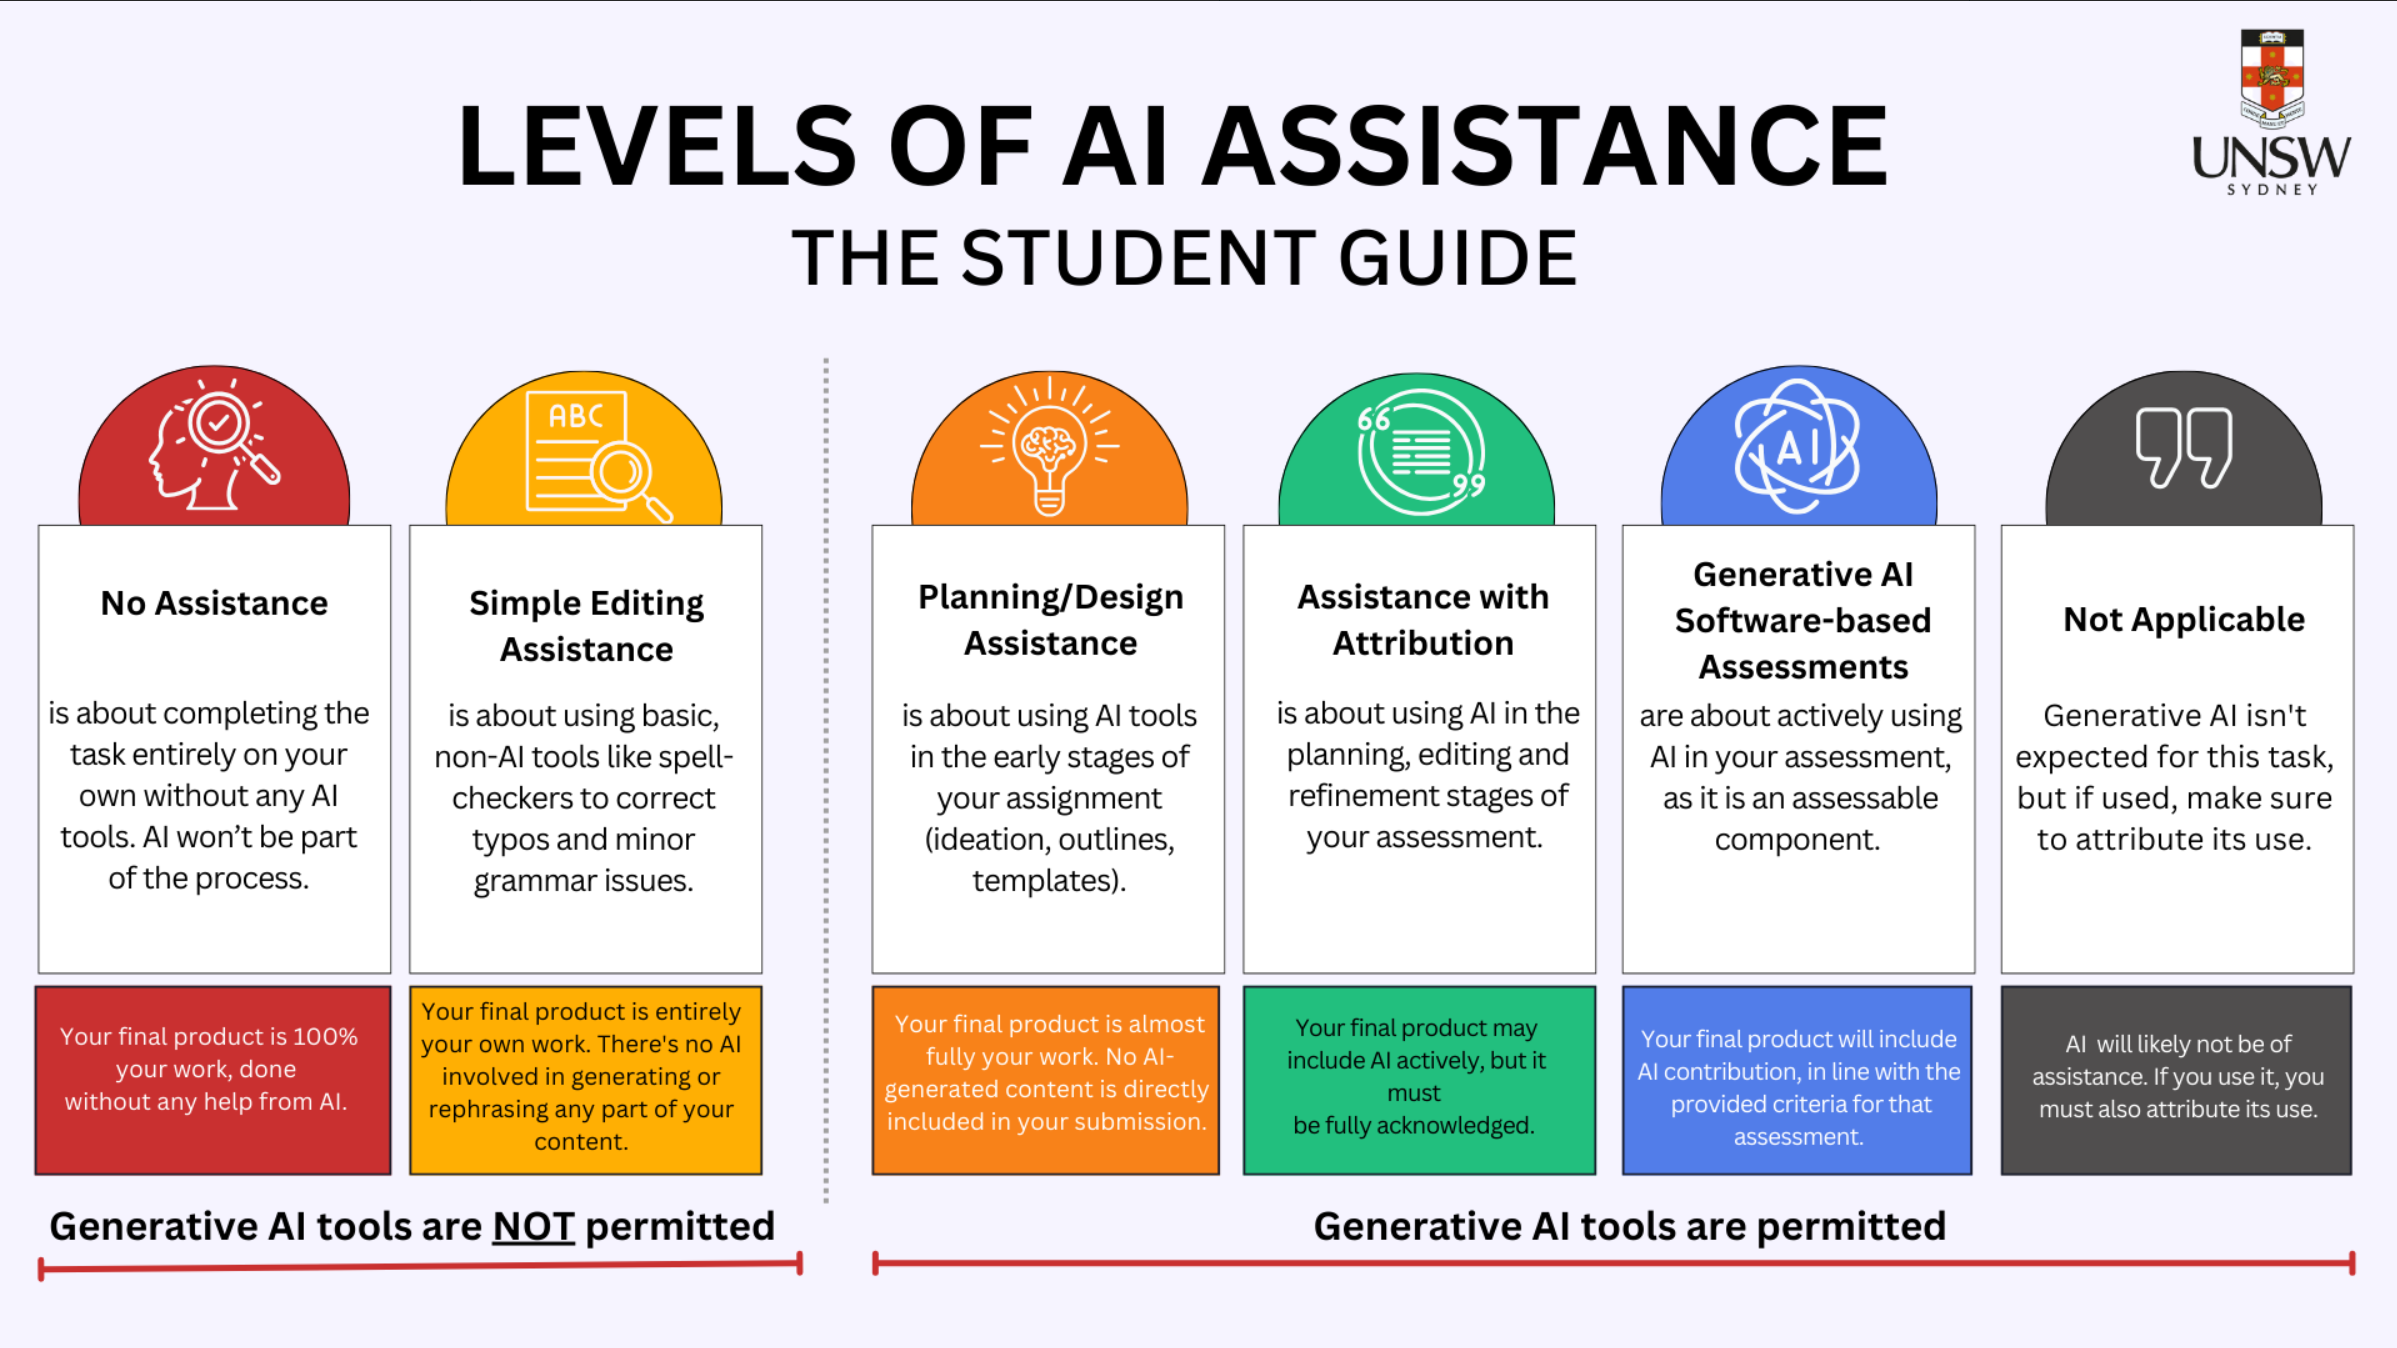 LEVELS OF AI ASSISTANCE
THE STUDENT GUIDE
UNSW
SYDNEY
ABC
No Assistance
is about completing the
task entirely on your
own without any AI
tools. AI won’t be part
of the process.
Your final product is 100%
your work, done
without any help from AI.
Simple Editing
Assistance
is about using basic,
non-AI tools like spell-
checkers to correct
typos and minor
grammar issues.
Your final product is entirely
your own work. There's no AI
involved in generating or
rephrasing any part of your
content.
Generative AI tools are NOT permitted
Planning/Design
Assistance
is about using AI tools
in the early stages of
your assignment
(ideation, outlines,
templates).
Your final product is almost
fully your work. No AI-
generated content is directly
included in your submission.
Assistance with
Attribution
is about using AI in the
planning, editing and
refinement stages of
your assessment.
Your final product may
include AI actively, but it
must
be fully acknowledged.
AI
Generative AI
Software-based
Assessments
are about actively using
AI in your assessment,
as it is an assessable
component.
Your final product will include
AI contribution, in line with the
provided criteria for that
assessment.
Not Applicable
Generative AI isn't
expected for this task,
but if used, make sure
to attribute its use.
AI will likely not be of
assistance. If you use it, you
must also attribute its use.
Generative AI tools are permitted